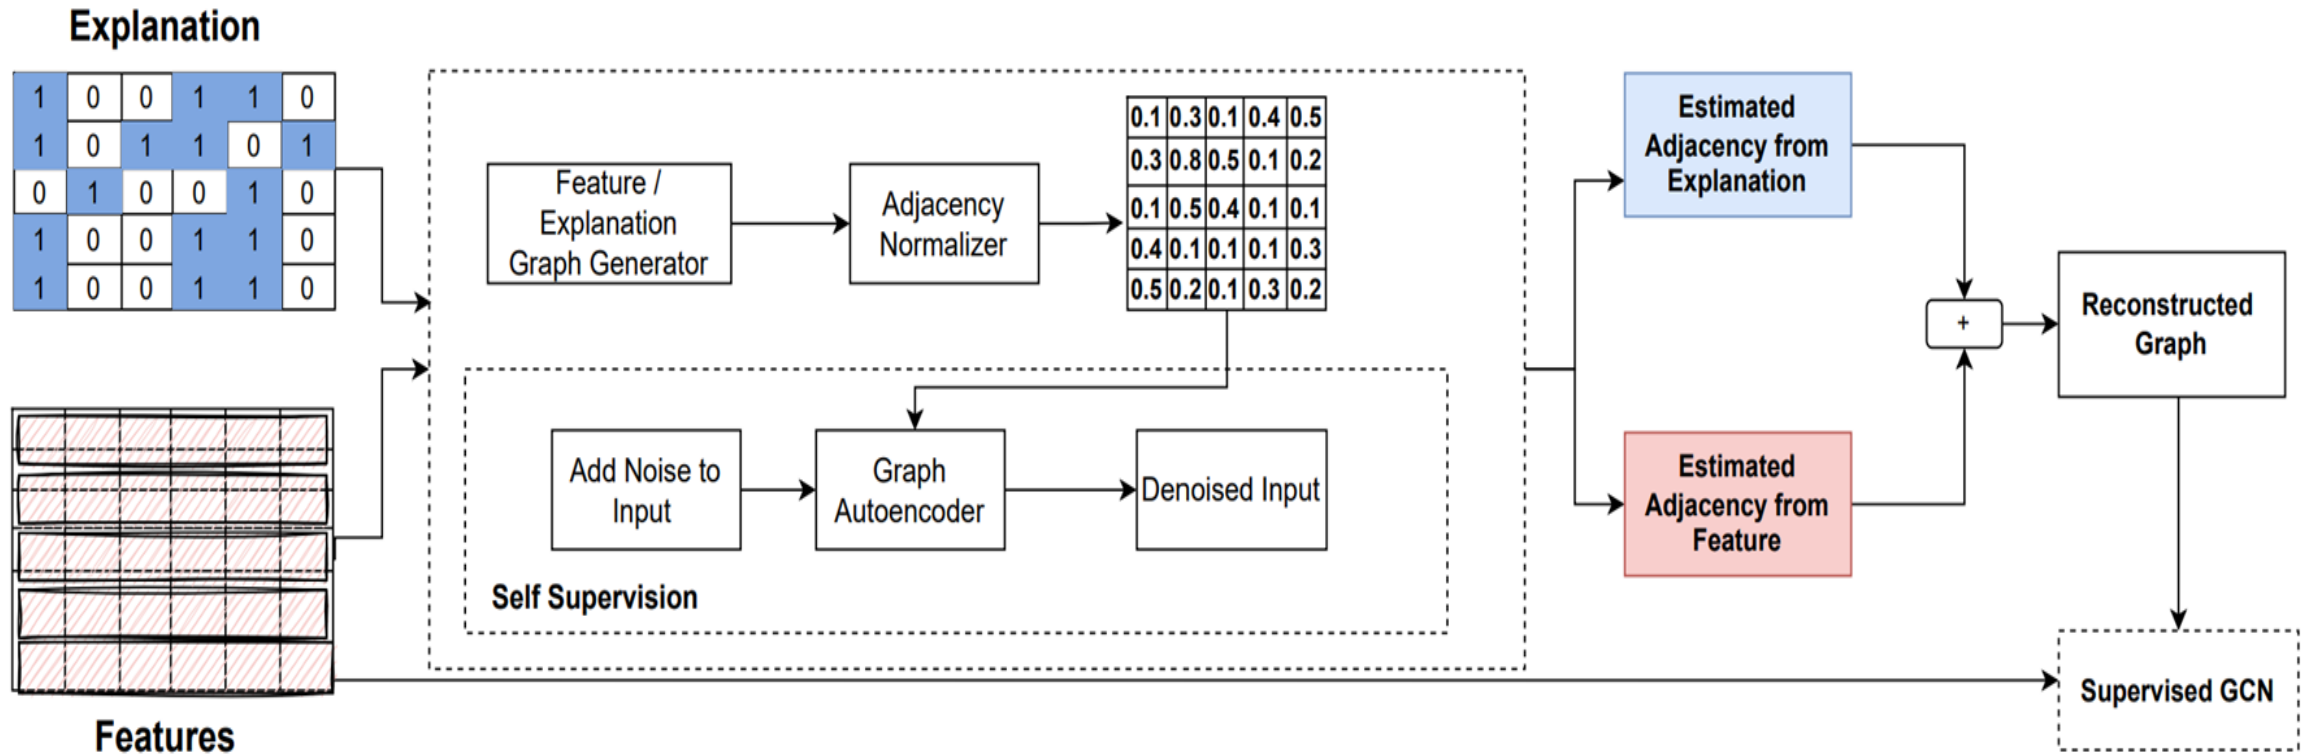 Explanation
1 0 0 1 1 0
1 0 1 1 0 1
0 1 0 0 1 0
1 0 0 1 1 0
1 0 0 1 1 0
Features
Feature /
Explanation
Graph Generator
Adjacency
Normalizer
0.1 0.3 0.1 0.4 0.5
0.3 0.8 0.5 0.1 0.2
0.1 0.5 0.4 0.1 0.1
0.4 0.1 0.1 0.1 0.3
0.5 0.2 0.1 0.3 0.2
Add Noise to
Input
Graph
Autoencoder
Denoised Input
Self Supervision
Estimated
Adjacency from
Explanation
Estimated
Adjacency from
Feature
+
Reconstructed
Graph
Supervised GCN